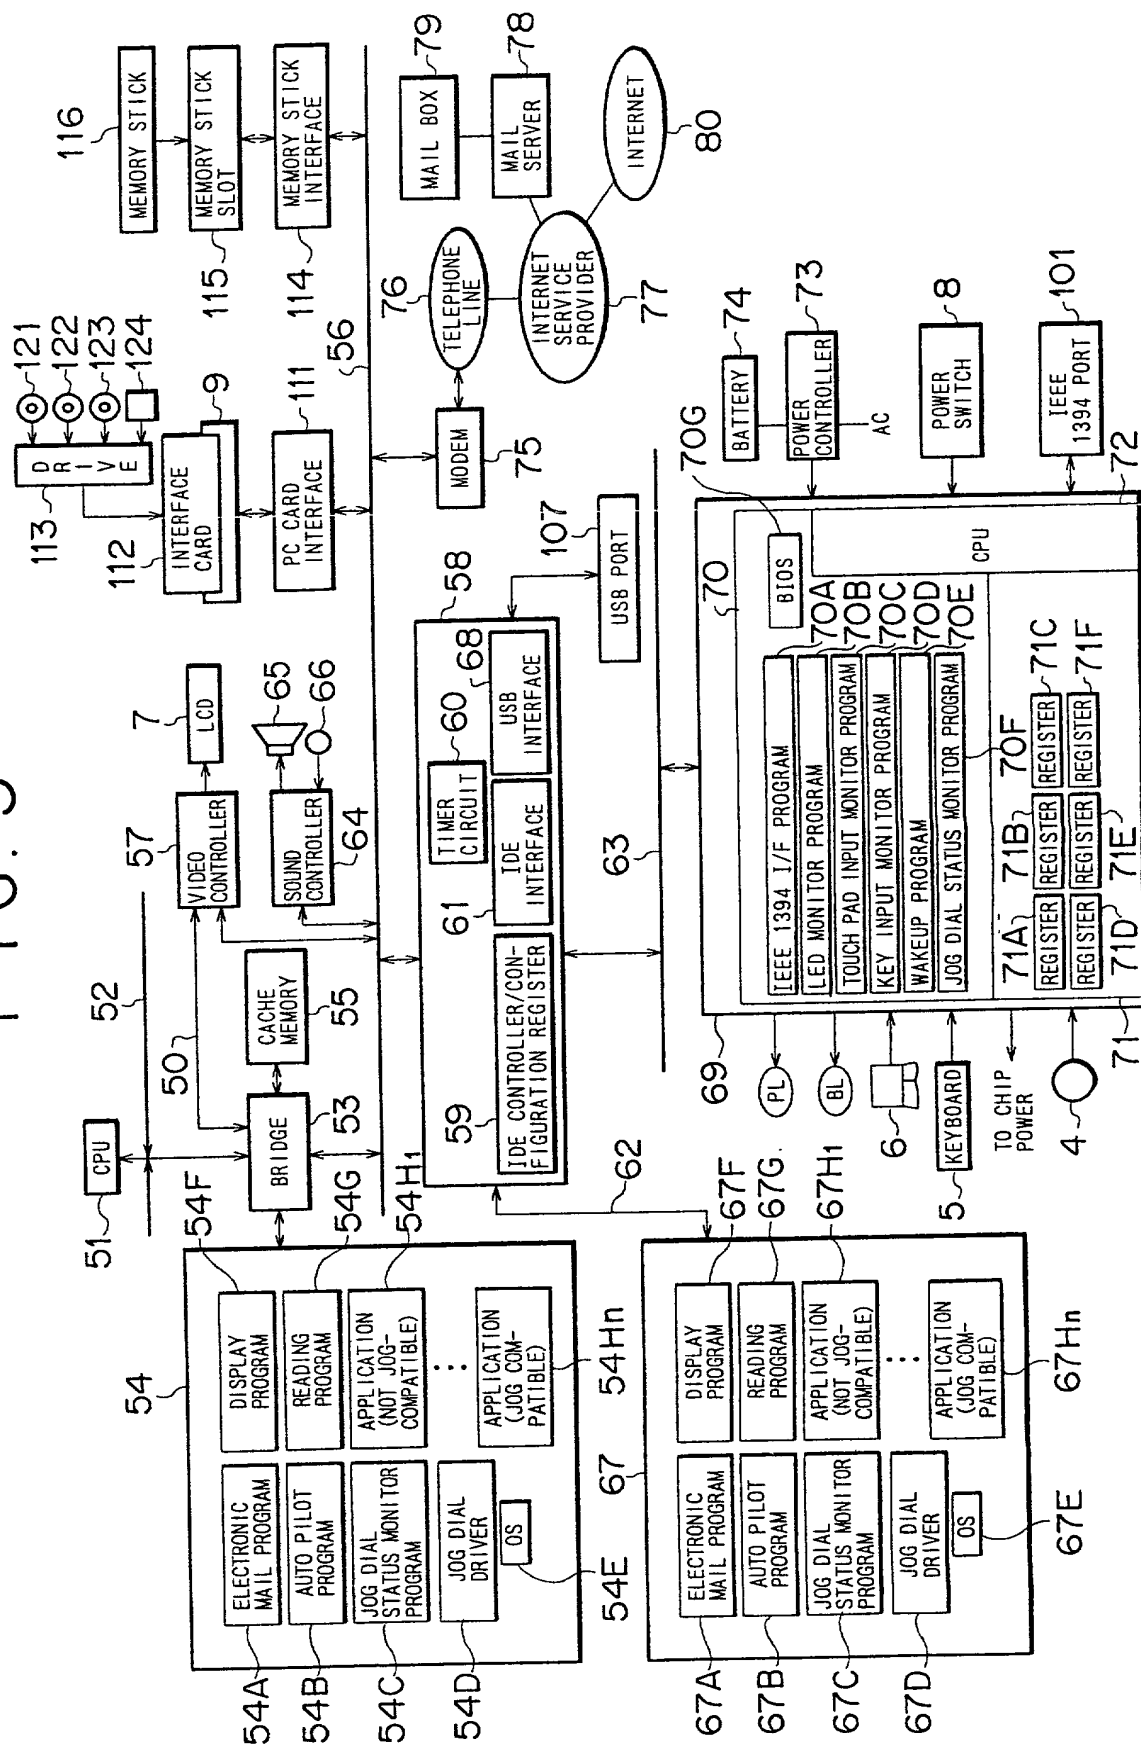 FIG.
51
CPU
52
50
57
VIDEO
CONTROLLER
7
LCD
65
66
SOUND
CONTROLLER
64
CACHE
MEMORY
55
BRIDGE
53
54
54A
ELECTRONIC
MAIL PROGRAM
54B
AUTO PILOT
PROGRAM
54C
JOG DIAL
STATUS MONITOR
PROGRAM
54D
JOG DIAL
DRIVER
OS
54E
54F
DISPLAY
PROGRAM
54G
READING
PROGRAM
54H1
APPLICATION
(NOT JOG-
COMPATIBLE)
APPLICATION
(JOG COM-
PATIBLE)
54Hn
113
DRIVE
121
122
123
124
112
INTERFACE
CARD
9
PC CARD
INTERFACE
111
116
MEMORY STICK
115
MEMORY STICK
SLOT
114
MEMORY STICK
INTERFACE
56
58
59
IDE CONTROLLER/CON-
FIGURATION REGISTER
61
IDE
INTERFACE
TIMER
CIRCUIT
60
68
USB
INTERFACE
107
USB PORT
MODEM
75
76
TELEPHONE
LINE
INTERNET
SERVICE
PROVIDER
77
MAIL BOX
79
MAIL
SERVER
78
INTERNET
80
62
63
67
67A
ELECTRONIC
MAIL PROGRAM
67B
AUTO PILOT
PROGRAM
67C
JOG DIAL
STATUS MONITOR
PROGRAM
67D
JOG DIAL
DRIVER
OS
67E
67F
DISPLAY
PROGRAM
67G.
READING
PROGRAM
67H1
APPLICATION
(NOT JOG-
COMPATIBLE)
APPLICATION
(JOG COM-
PATIBLE)
67Hn
69
PL
BL
6
5
KEYBOARD
TO CHIP
POWER
4
70
IEEE 1394 I/F PROGRAM
70A
LED MONITOR PROGRAM
70B
TOUCH PAD INPUT MONITOR PROGRAM
70C
KEY INPUT MONITOR PROGRAM
70D
WAKEUP PROGRAM
70E
JOG DIAL STATUS MONITOR PROGRAM
70F
BIOS
70G
CPU
72
71A
REGISTER
71B
REGISTER
71C
REGISTER
71D
REGISTER
71E
REGISTER
71F
REGISTER
71
74
BATTERY
73
POWER
CONTROLLER
AC
8
POWER
SWITCH
101
IEEE
1394 PORT